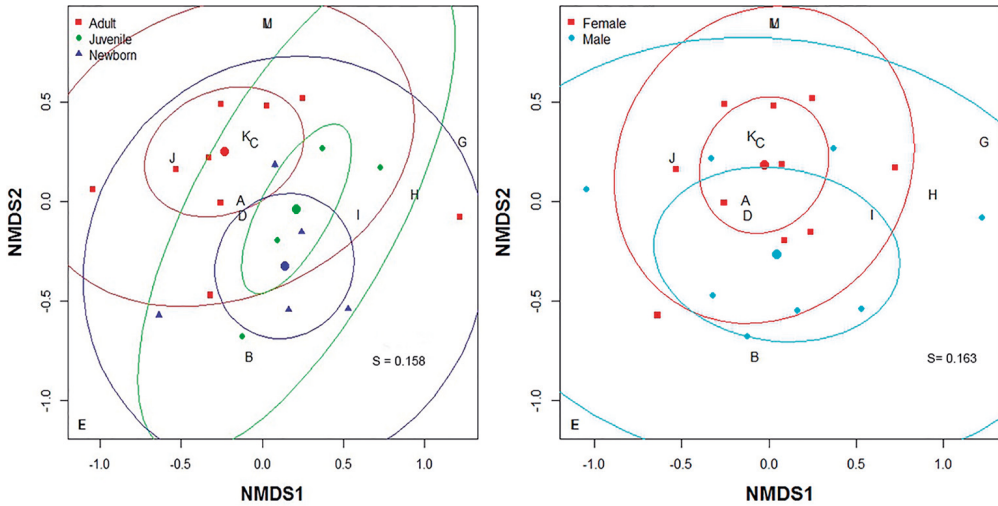 Adult
Juvenile
Newborn
M
G
K
C
J
H
A
D
I
B
S = 0.158
E
0.5
0.0
-0.5
-1.0
NMDS2
-1.0 -0.5 0.0 0.5 1.0
NMDS1
Female
Male
M
G
K
C
J
H
A
D
I
B
S= 0.163
E
0.5
0.0
-0.5
-1.0
NMDS2
-1.0 -0.5 0.0 0.5 1.0
NMDS1